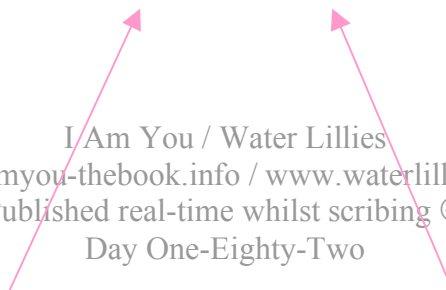 I Am You / Water Lillies
myou-thebook.info / www.waterlill
ublished real-time whilst scribing ©
Day One-Eighty-Two